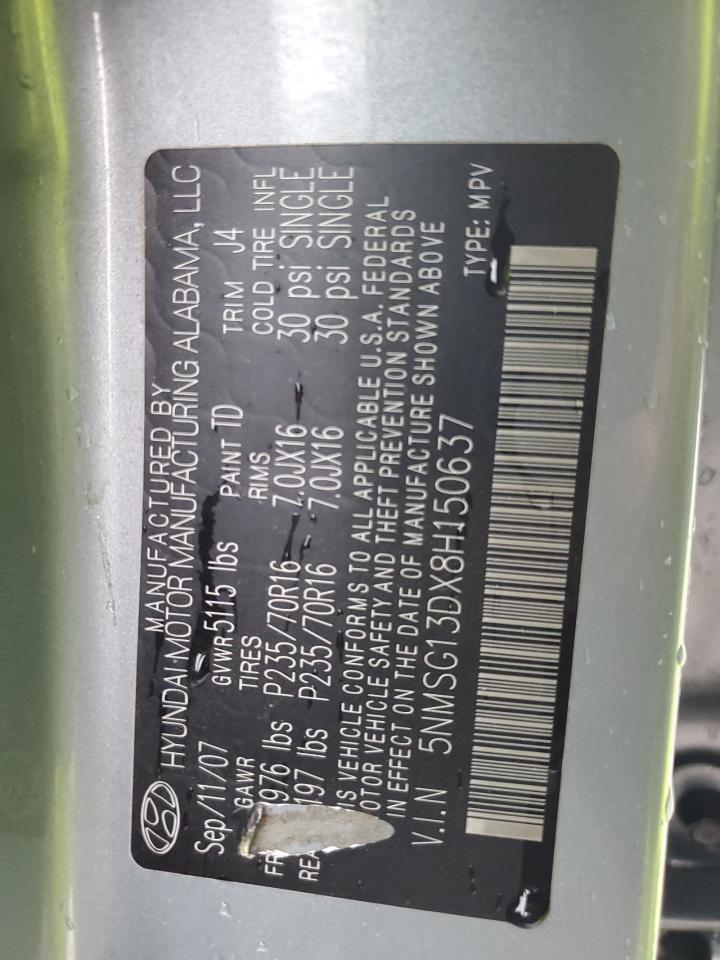 MANUFACTURED BY
HYUNDAI MOTOR MANUFACTURING ALABAMA, LLC
Sep/11/07 GVWR 5115 lbs PAINT TD TRIM J4
GAWR TIRES RIMS COLD TIRE INFL
976 lbs P235/70R16 7.0JX16 30 psi SINGLE
197 lbs P235/70R16 7.0JX16 30 psi SINGLE
VEHICLE CONFORMS TO ALL APPLICABLE U.S.A. FEDERAL
VEHICLE SAFETY AND THEFT PREVENTION STANDARDS
IN EFFECT ON THE DATE OF MANUFACTURE SHOWN ABOVE
V.I.N 5NMSG13DX8H150637
TYPE: MPV